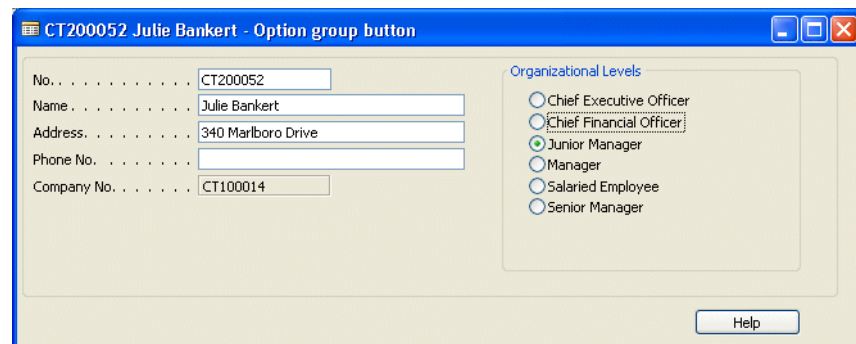 CT200052 Julie Bankert - Option group button
No. . . . . . . . . . . . . CT200052
Name . . . . . . . . . . . Julie Bankert
Address. . . . . . . . . . 340 Marlboro Drive
Phone No. . . . . . . . .
Company No. . . . . . . CT100014
Organizational Levels
Chief Executive Officer
Chief Financial Officer
Junior Manager
Manager
Salaried Employee
Senior Manager
Help